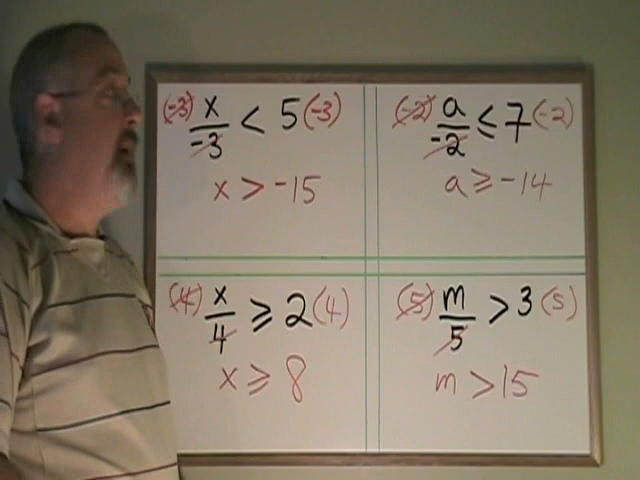 (-3) x/-3 < 5 (-3)
x > -15
(-2) a/-2 ≤ 7 (-2)
a ≥ -14
(4) x/4 ≥ 2 (4)
x ≥ 8
(5) m/5 > 3 (5)
m > 15